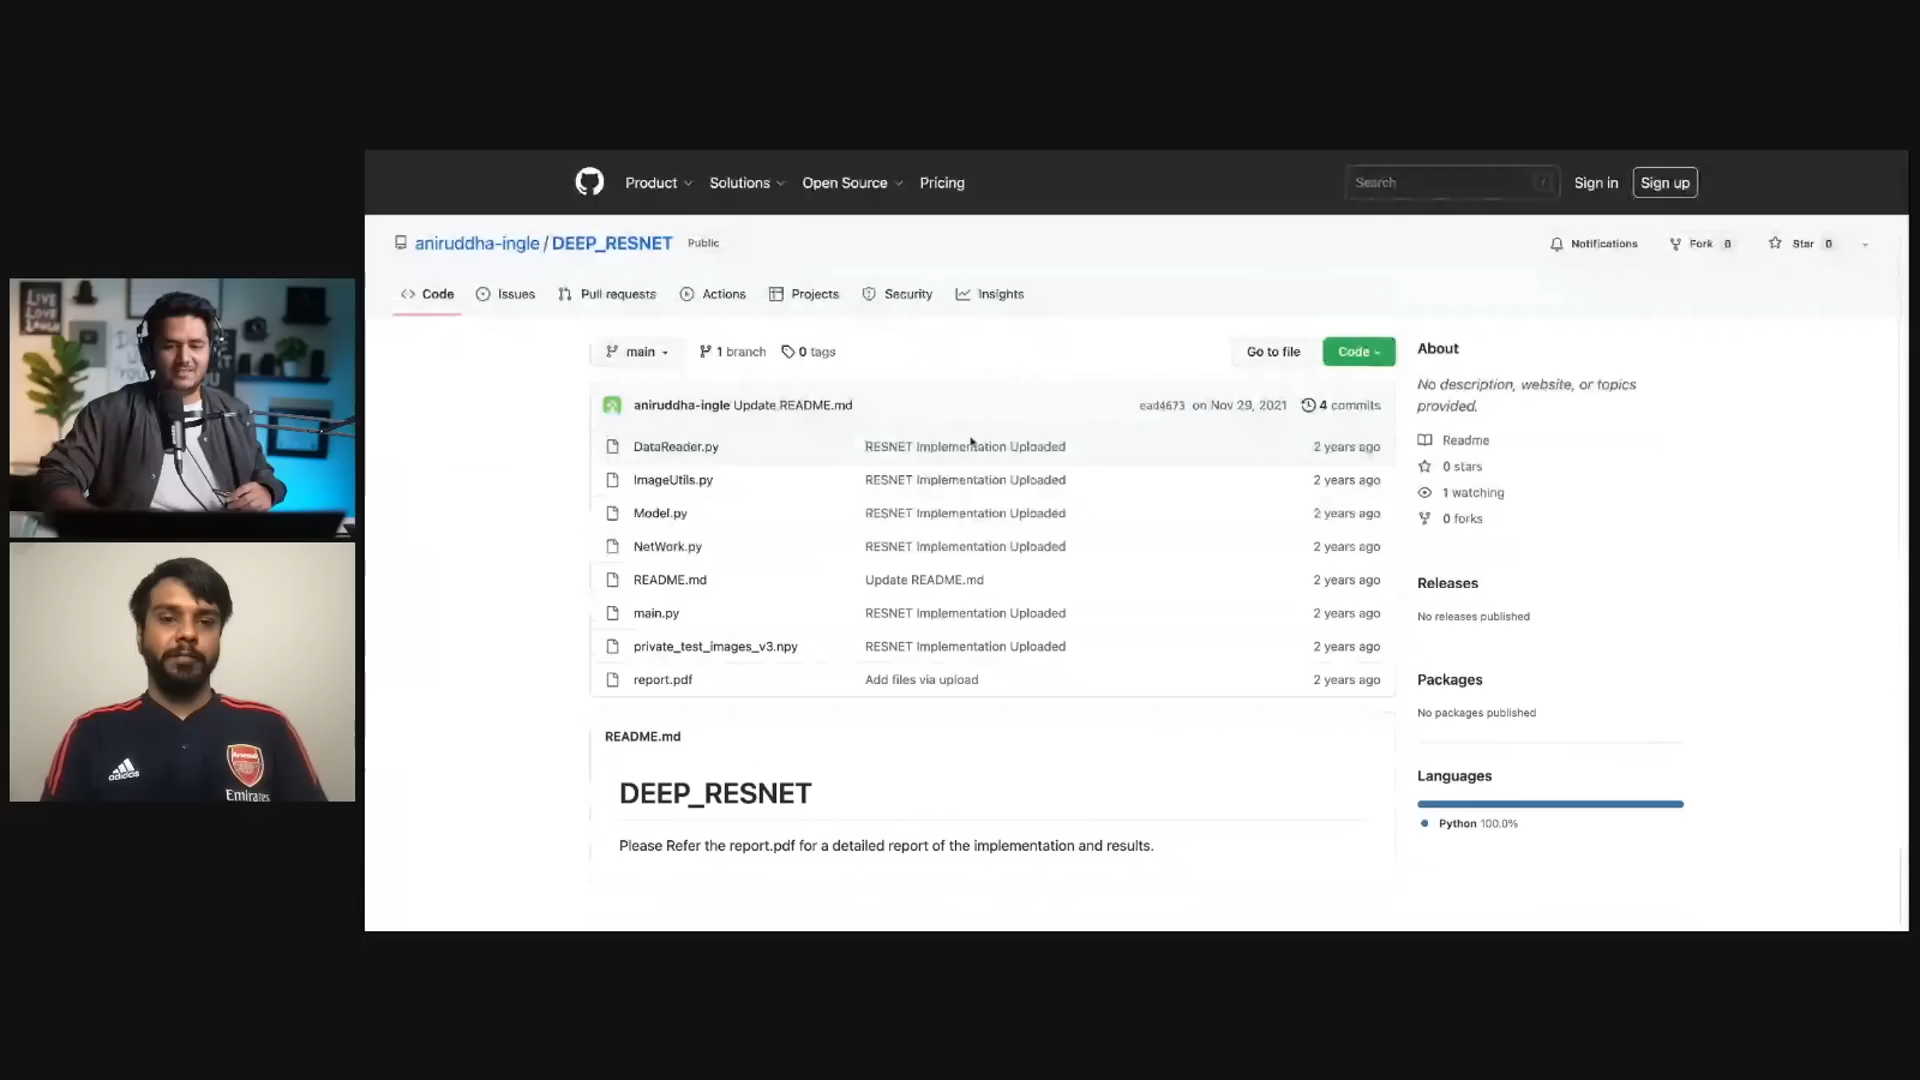 Product
Solutions
Open Source
Pricing
Search
/
Sign in
Sign up
aniruddha-ingle / DEEP_RESNET Public
Notifications
Fork 0
Star 0
Code
Issues
Pull requests
Actions
Projects
Security
Insights
main
1 branch
0 tags
Go to file
Code
aniruddha-ingle Update README.md ead4673 on Nov 29, 2021 4 commits
DataReader.py RESNET Implementation Uploaded 2 years ago
ImageUtils.py RESNET Implementation Uploaded 2 years ago
Model.py RESNET Implementation Uploaded 2 years ago
NetWork.py RESNET Implementation Uploaded 2 years ago
README.md Update README.md 2 years ago
main.py RESNET Implementation Uploaded 2 years ago
private_test_images_v3.npy RESNET Implementation Uploaded 2 years ago
report.pdf Add files via upload 2 years ago
README.md
DEEP_RESNET
Please Refer the report.pdf for a detailed report of the implementation and results.
About
No description, website, or topics
provided.
Readme
0 stars
1 watching
0 forks
Releases
No releases published
Packages
No packages published
Languages
Python 100.0%
LIVE
LOVE
LAUGH
adidas
Arsenal
Emirates